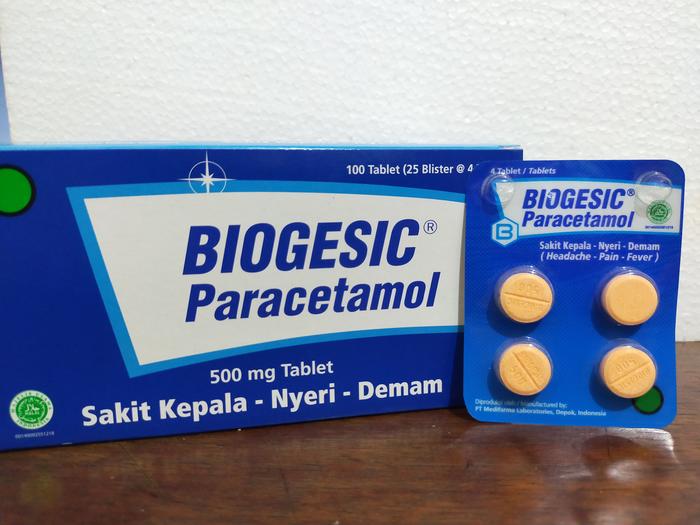 100 Tablet (25 Blister @ 4
BIOGESIC®
Paracetamol
500 mg Tablet
Sakit Kepala - Nyeri - Demam
4 Tablet / Tablets
BIOGESIC®
Paracetamol
B
Sakit Kepala - Nyeri - Demam
( Headache - Pain - Fever )
Diproduksi oleh / Manufactured by:
PT Medifarma Laboratories, Depok, Indonesia